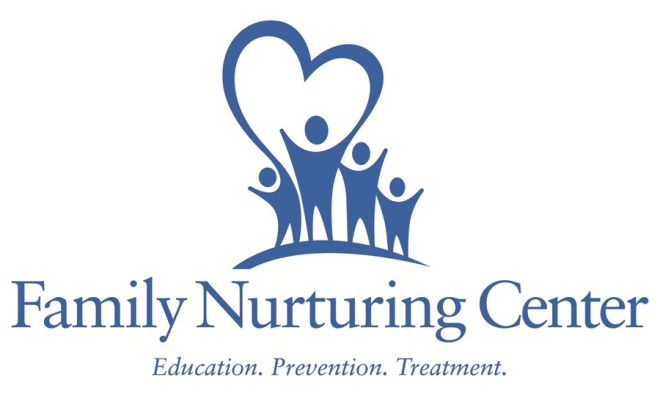 Family Nurturing Center
Education. Prevention. Treatment.